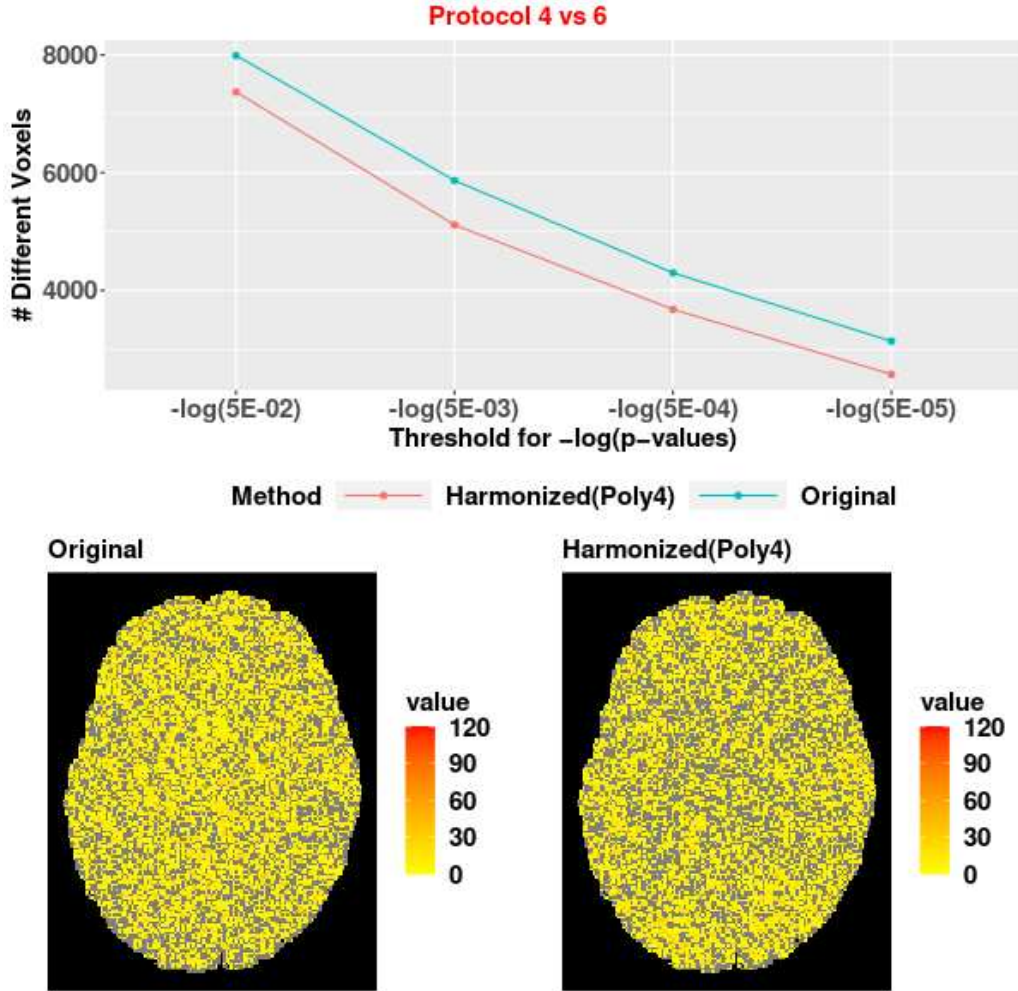 Protocol 4 vs 6
8000
6000
4000
# Different Voxels
-log(5E-02) -log(5E-03) -log(5E-04) -log(5E-05)
Threshold for −log(p−values)
Method Harmonized(Poly4) Original
Original Harmonized(Poly4)
value value
120 120
90 90
60 60
30 30
0 0